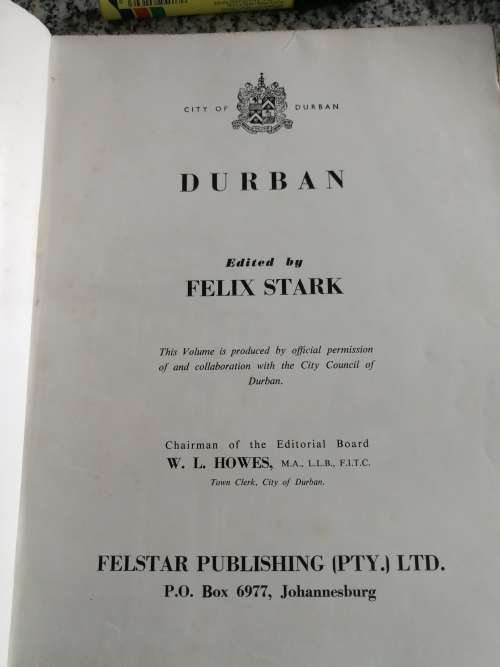 CITY OF DURBAN
DURBAN
Edited by
FELIX STARK
This Volume is produced by official permission
of and collaboration with the City Council of
Durban.
Chairman of the Editorial Board
W. L. HOWES, M.A., L.L.B., F.I.T.C.
Town Clerk, City of Durban.
FELSTAR PUBLISHING (PTY.) LTD.
P.O. Box 6977, Johannesburg